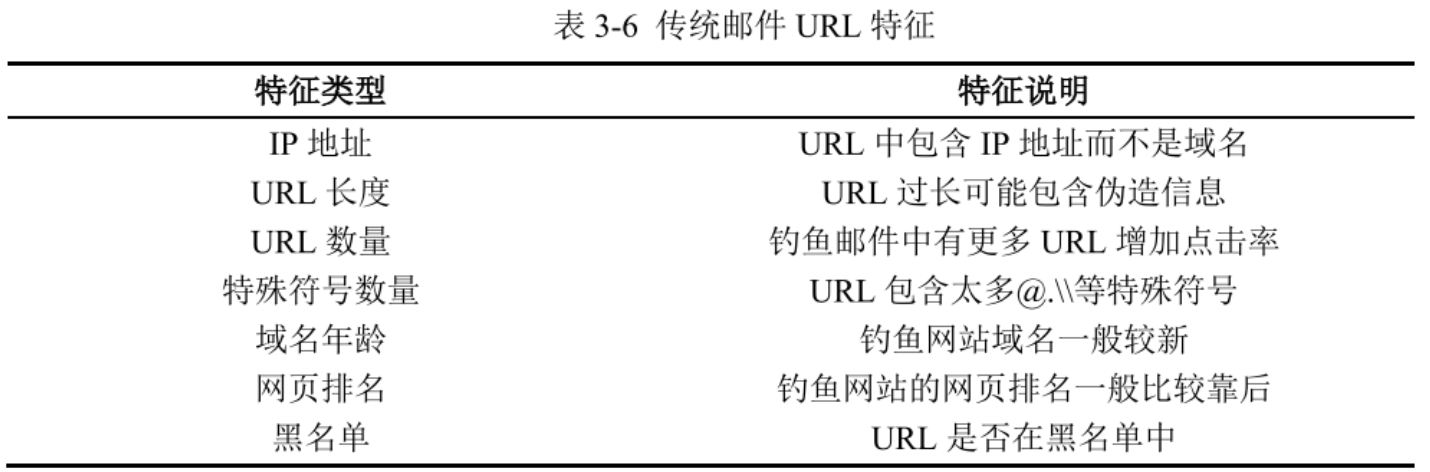 表 3-6 传统邮件 URL 特征
特征类型 特征说明
IP 地址 URL 中包含 IP 地址而不是域名
URL 长度 URL 过长可能包含伪造信息
URL 数量 钓鱼邮件中有更多 URL 增加点击率
特殊符号数量 URL 包含太多@.\\等特殊符号
域名年龄 钓鱼网站域名一般较新
网页排名 钓鱼网站的网页排名一般比较靠后
黑名单 URL 是否在黑名单中